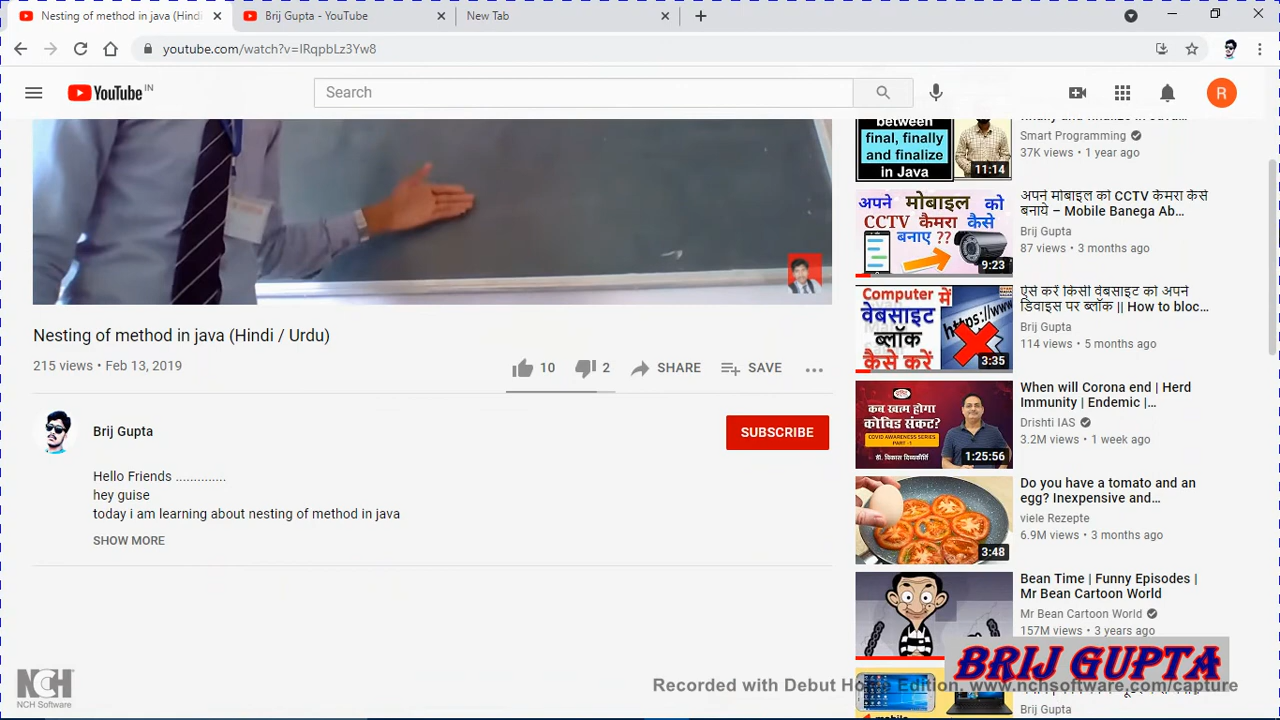 Nesting of method in java (Hindi
Brij Gupta - YouTube
New Tab
youtube.com/watch?v=lRqpbLz3Yw8
YouTube IN
Search
R
between
final, finally
and finalize
in Java
11:14
Smart Programming
37K views • 1 year ago
अपने मोबाइल को
CCTV कैमरा कैसे
बनाए ??
9:23
अपने मोबाइल को CCTV कैमरा कैसे
बनाये – Mobile Banega Ab...
Brij Gupta
87 views • 3 months ago
Computer में
वेबसाइट
ब्लॉक
कैसे करें
https://www
3:35
ऐसे करें किसी वेबसाइट को अपने
डिवाइस पर ब्लॉक || How to bloc...
Brij Gupta
114 views • 5 months ago
Nesting of method in java (Hindi / Urdu)
215 views • Feb 13, 2019
10
2
SHARE
SAVE
Brij Gupta
SUBSCRIBE
Hello Friends ..............
hey guise
today i am learning about nesting of method in java
SHOW MORE
कब खत्म होगा
कोविड संकट?
COVID AWARENESS SERIES
PART - 1
डॉ. विकास दिव्यकीर्ति
1:25:56
When will Corona end | Herd
Immunity | Endemic |...
Drishti IAS
3.2M views • 1 week ago
3:48
Do you have a tomato and an
egg? Inexpensive and...
viele Rezepte
6.9M views • 3 months ago
Bean Time | Funny Episodes |
Mr Bean Cartoon World
Mr Bean Cartoon World
157M views • 3 years ago
BRIJ GUPTA
NCH
NCH Software
Recorded with Debut Home Edition. www.nchsoftware.com/capture
Brij Gupta